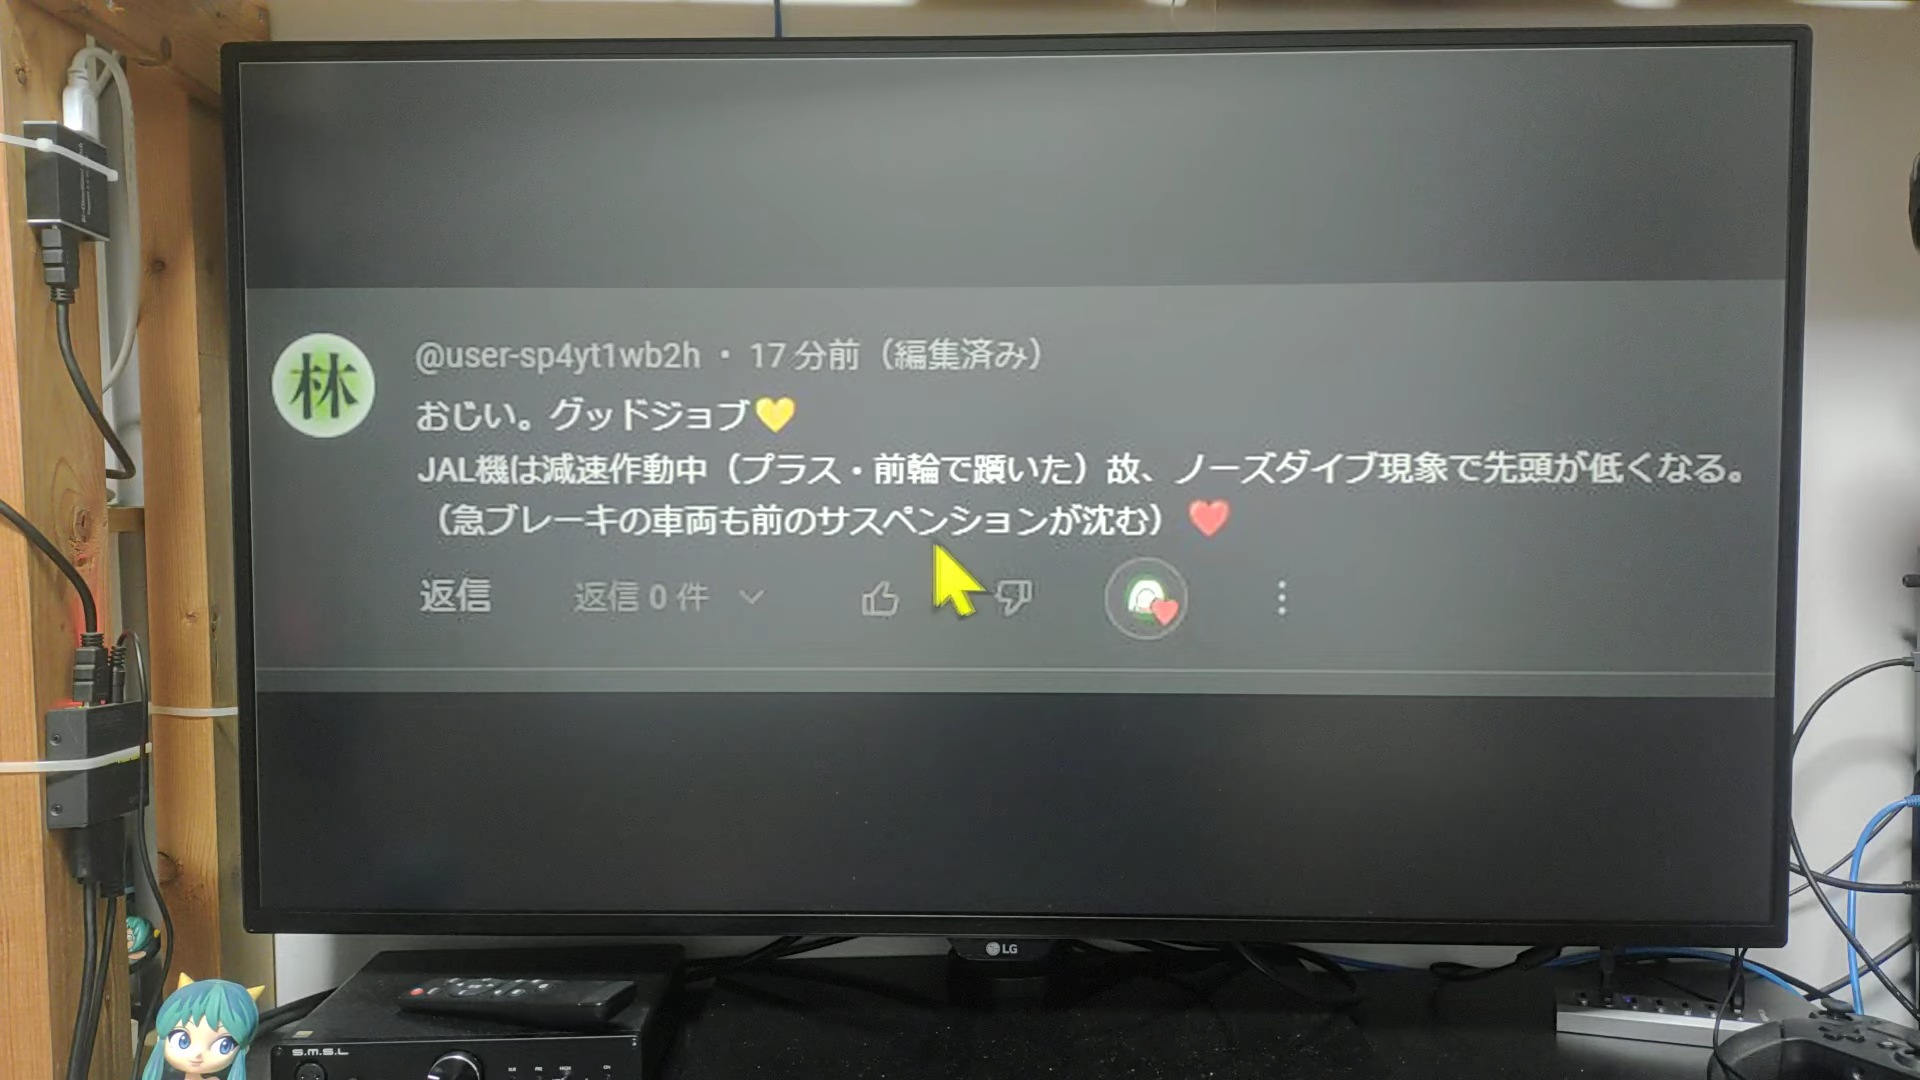 @user-sp4yt1wb2h・17 分前（編集済み）
おじい。グッドジョブ💛
JAL機は減速作動中（プラス・前輪で躓いた）故、ノーズダイブ現象で先頭が低くなる。
（急ブレーキの車両も前のサスペンションが沈む）❤️
返信 返信 0 件
林
LG
S.M.S.L